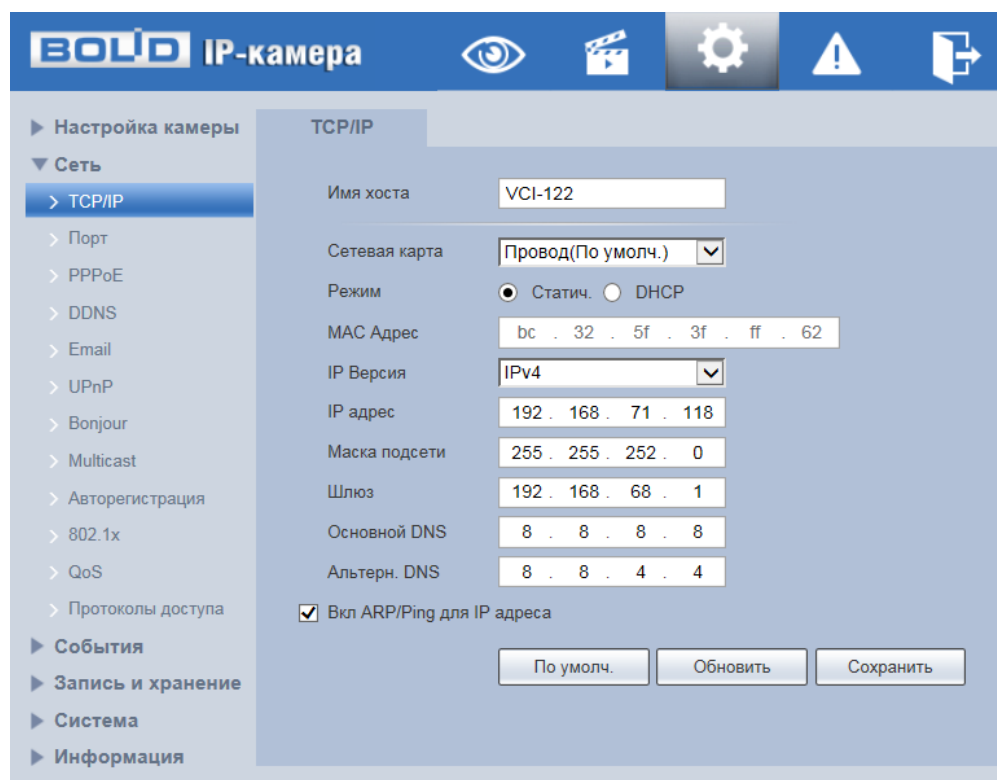 BOLID IP-камера
Настройка камеры
Сеть
TCP/IP
Порт
PPPoE
DDNS
Email
UPnP
Bonjour
Multicast
Авторегистрация
802.1x
QoS
Протоколы доступа
События
Запись и хранение
Система
Информация
TCP/IP
Имя хоста VCI-122
Сетевая карта Провод(По умолч.)
Режим Статич. DHCP
MAC Адрес bc . 32 . 5f . 3f . ff . 62
IP Версия IPv4
IP адрес 192 . 168 . 71 . 118
Маска подсети 255 . 255 . 252 . 0
Шлюз 192 . 168 . 68 . 1
Основной DNS 8 . 8 . 8 . 8
Альтерн. DNS 8 . 8 . 4 . 4
Вкл ARP/Ping для IP адреса
По умолч. Обновить Сохранить